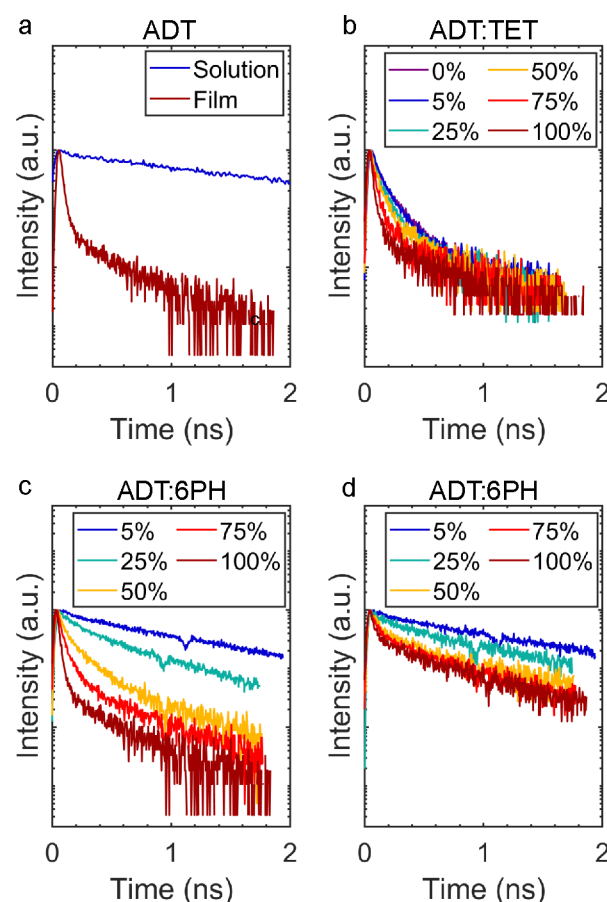 a
ADT
Solution
Film
Intensity (a.u.)
c
0
1
2
Time (ns)
b
ADT:TET
0%
50%
5%
75%
25%
100%
Intensity (a.u.)
0
1
2
Time (ns)
c
ADT:6PH
5%
75%
25%
100%
50%
Intensity (a.u.)
0
1
2
Time (ns)
d
ADT:6PH
5%
75%
25%
100%
50%
Intensity (a.u.)
0
1
2
Time (ns)